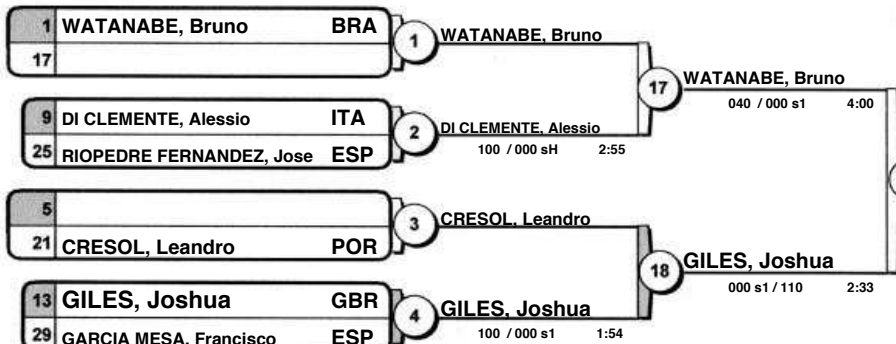 1 WATANABE, Bruno BRA
17
1 WATANABE, Bruno
9 DI CLEMENTE, Alessio ITA
25 RIOPEDRE FERNANDEZ, Jose ESP
2 DI CLEMENTE, Alessio
100 / 000 sH 2:55
17 WATANABE, Bruno
040 / 000 s1 4:00
5
21 CRESOL, Leandro POR
3 CRESOL, Leandro
13 GILES, Joshua GBR
29 GARCIA MESA, Francisco ESP
4 GILES, Joshua
100 / 000 s1 1:54
18 GILES, Joshua
000 s1 / 110 2:33